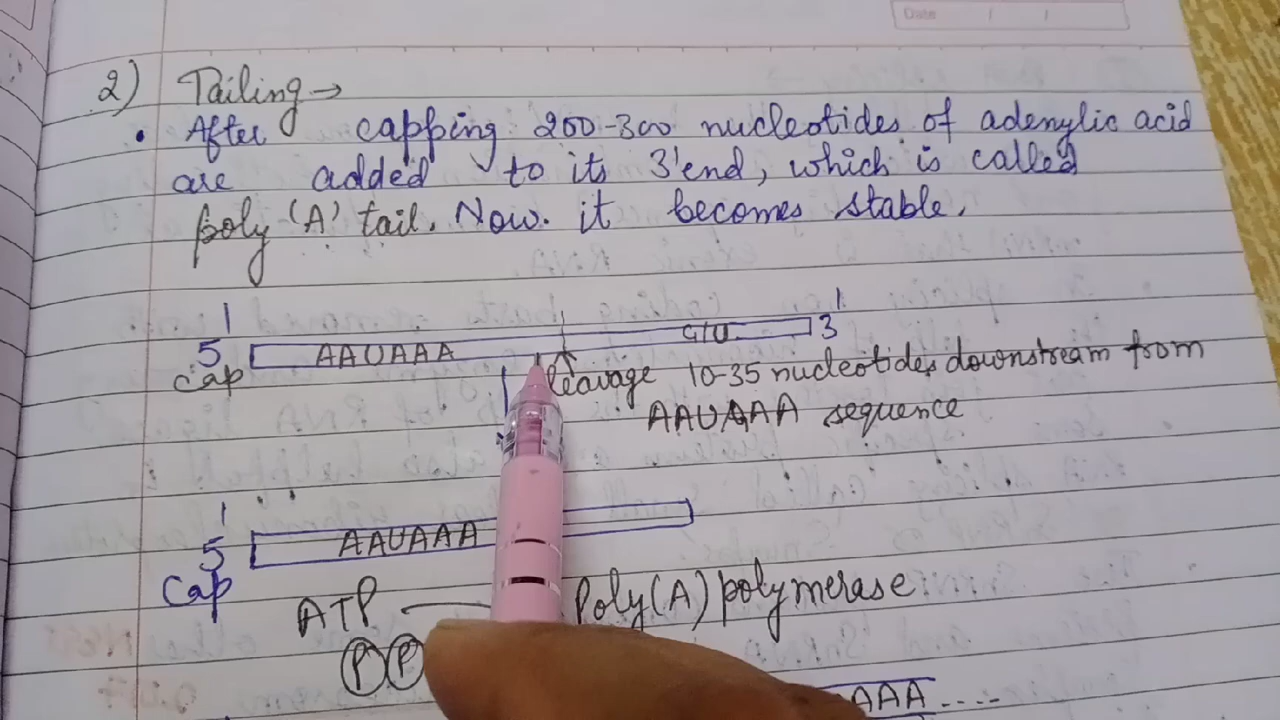 Date / /
2) Tailing→
• After capping 200-300 nucleotides of adenylic acid
are added to its 3'end, which is called
poly (A) tail. Now. it becomes stable.
5' AAUAAA G/U 3'
Cap
Cleavage 10-35 nucleotides downstream from
AAUAAA sequence
5' AAUAAA
Cap
ATP Poly(A) polymerase
P P
AAA....